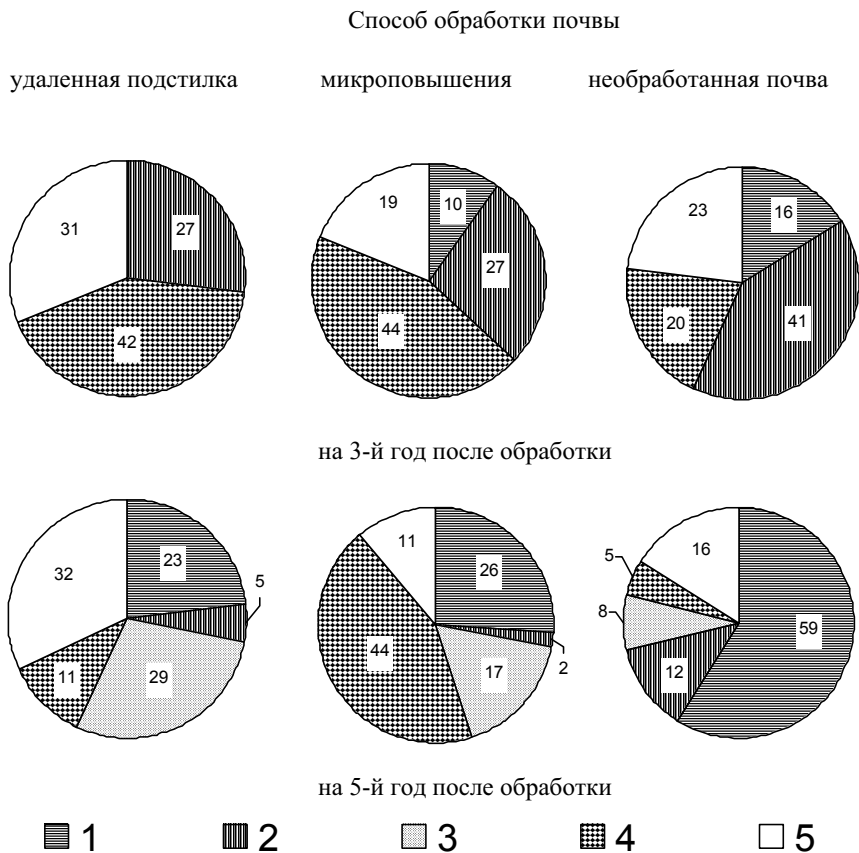 Способ обработки почвы
удаленная подстилка микроповышения необработанная почва
31 27 42
19 10 27 44
23 16 20 41
на 3-й год после обработки
32 23 5 11 29
11 26 44 17 2
16 5 8 12 59
на 5-й год после обработки
1 2 3 4 5